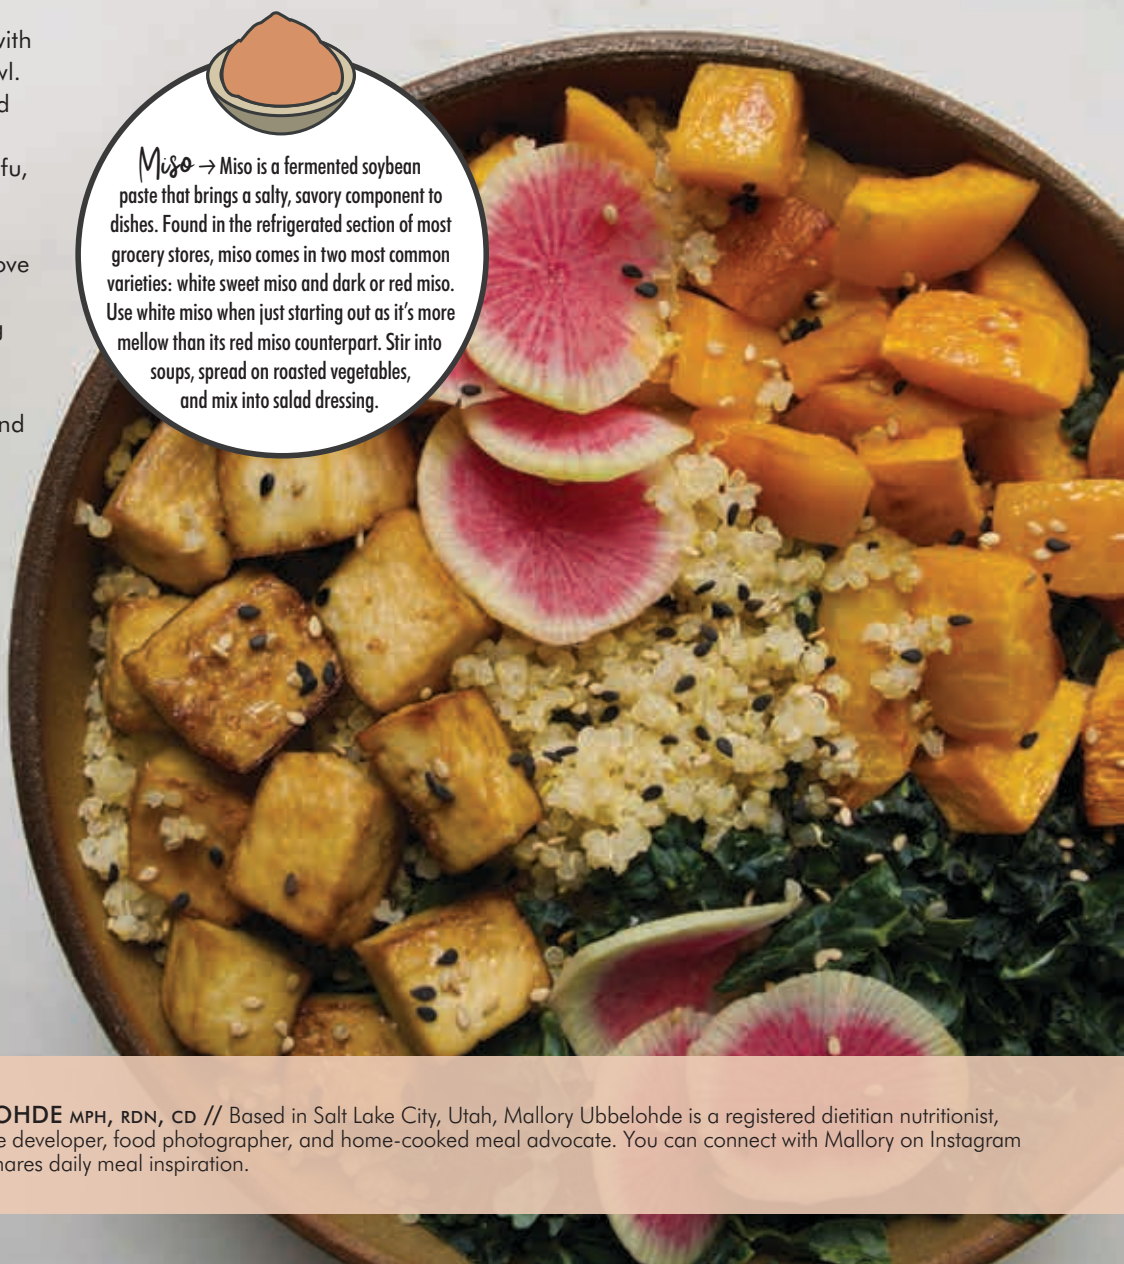 with
wl.
d
fu,
ove
g
nd
Miso → Miso is a fermented soybean
paste that brings a salty, savory component to
dishes. Found in the refrigerated section of most
grocery stores, miso comes in two most common
varieties: white sweet miso and dark or red miso.
Use white miso when just starting out as it's more
mellow than its red miso counterpart. Stir into
soups, spread on roasted vegetables,
and mix into salad dressing.
OHDE MPH, RDN, CD // Based in Salt Lake City, Utah, Mallory Ubbelohde is a registered dietitian nutritionist,
e developer, food photographer, and home-cooked meal advocate. You can connect with Mallory on Instagram
hares daily meal inspiration.